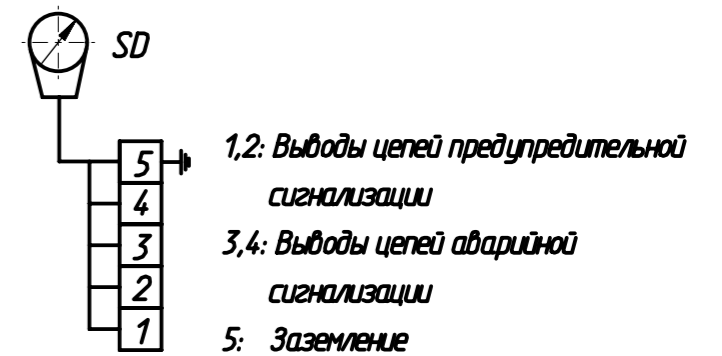 SD
5
4
3
2
1
1,2: Выводы цепей предупредительной
сигнализации
3,4: Выводы цепей аварийной
сигнализации
5: Заземление